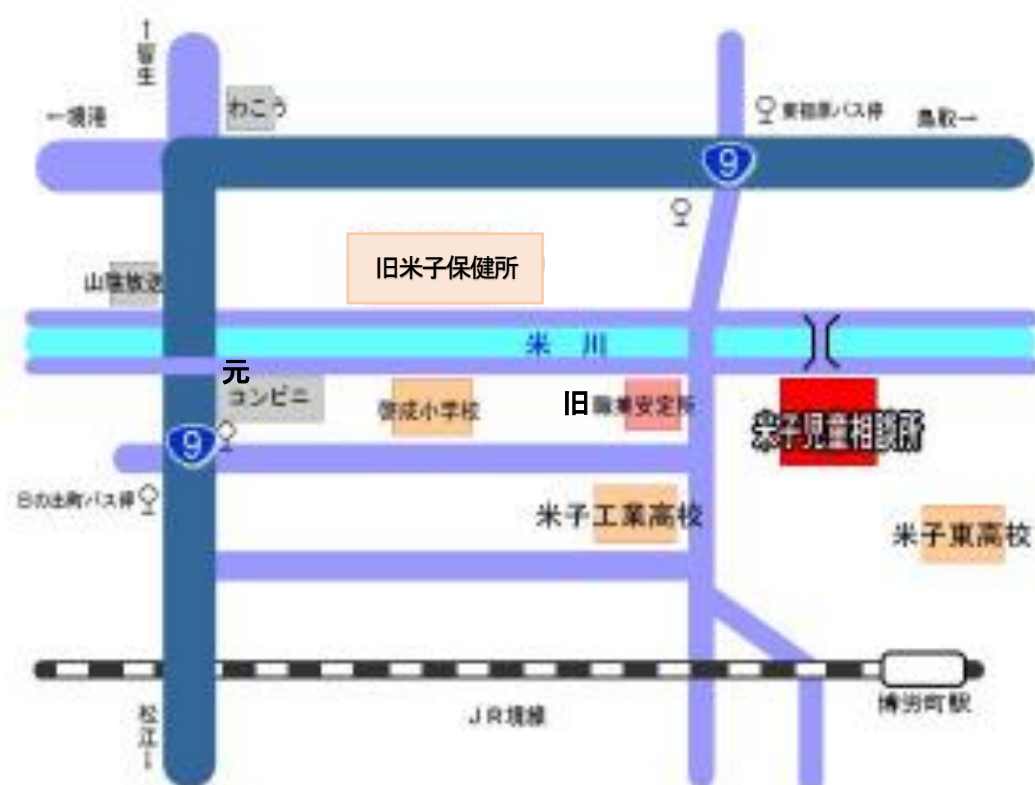 ↑皆生
わこう
←境港
東福原バス停
鳥取→
9
旧米子保健所
山陰放送
米 川
元
コンビニ
啓成小学校
旧職業安定所
米子児童相談所
9
日の出町バス停
米子工業高校
米子東高校
松江↓
JR境線
博労町駅